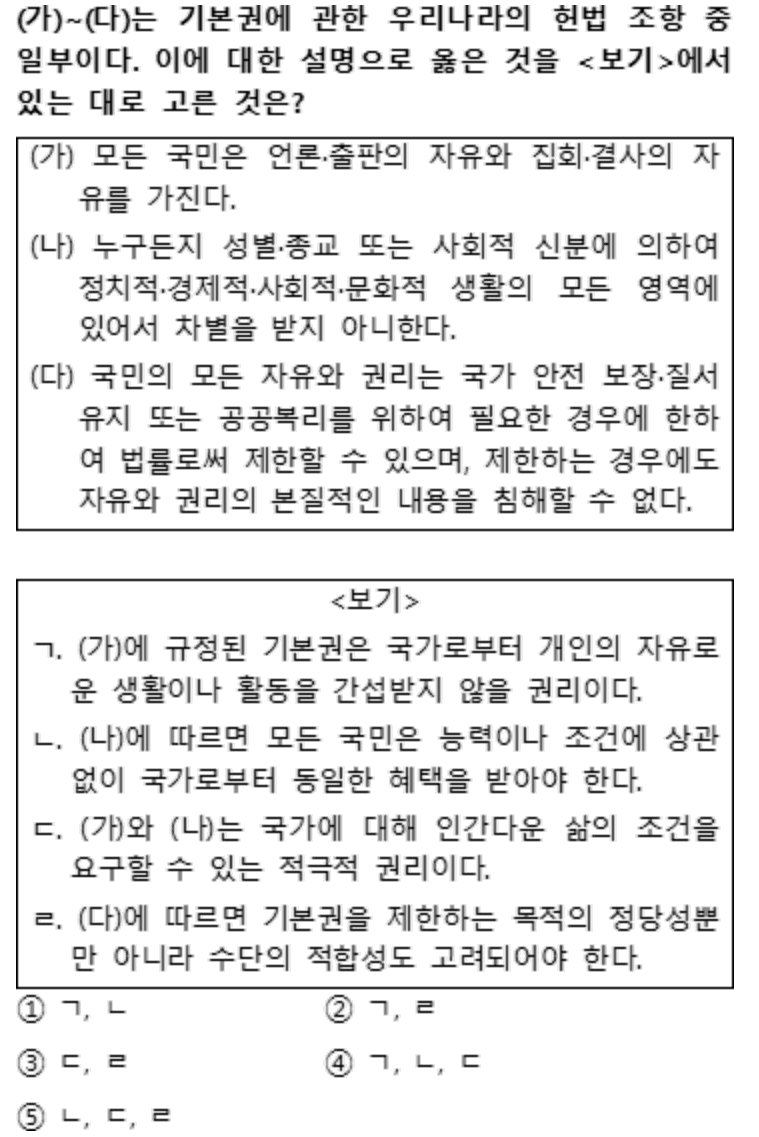 (가)~(다)는 기본권에 관한 우리나라의 헌법 조항 중
일부이다. 이에 대한 설명으로 옳은 것을 <보기>에서
있는 대로 고른 것은?
(가) 모든 국민은 언론·출판의 자유와 집회·결사의 자
유를 가진다.
(나) 누구든지 성별·종교 또는 사회적 신분에 의하여
정치적·경제적·사회적·문화적 생활의 모든 영역에
있어서 차별을 받지 아니한다.
(다) 국민의 모든 자유와 권리는 국가 안전 보장·질서
유지 또는 공공복리를 위하여 필요한 경우에 한하
여 법률로써 제한할 수 있으며, 제한하는 경우에도
자유와 권리의 본질적인 내용을 침해할 수 없다.
<보기>
ㄱ. (가)에 규정된 기본권은 국가로부터 개인의 자유로
운 생활이나 활동을 간섭받지 않을 권리이다.
ㄴ. (나)에 따르면 모든 국민은 능력이나 조건에 상관
없이 국가로부터 동일한 혜택을 받아야 한다.
ㄷ. (가)와 (나)는 국가에 대해 인간다운 삶의 조건을
요구할 수 있는 적극적 권리이다.
ㄹ. (다)에 따르면 기본권을 제한하는 목적의 정당성뿐
만 아니라 수단의 적합성도 고려되어야 한다.
① ㄱ, ㄴ ② ㄱ, ㄹ
③ ㄷ, ㄹ ④ ㄱ, ㄴ, ㄷ
⑤ ㄴ, ㄷ, ㄹ